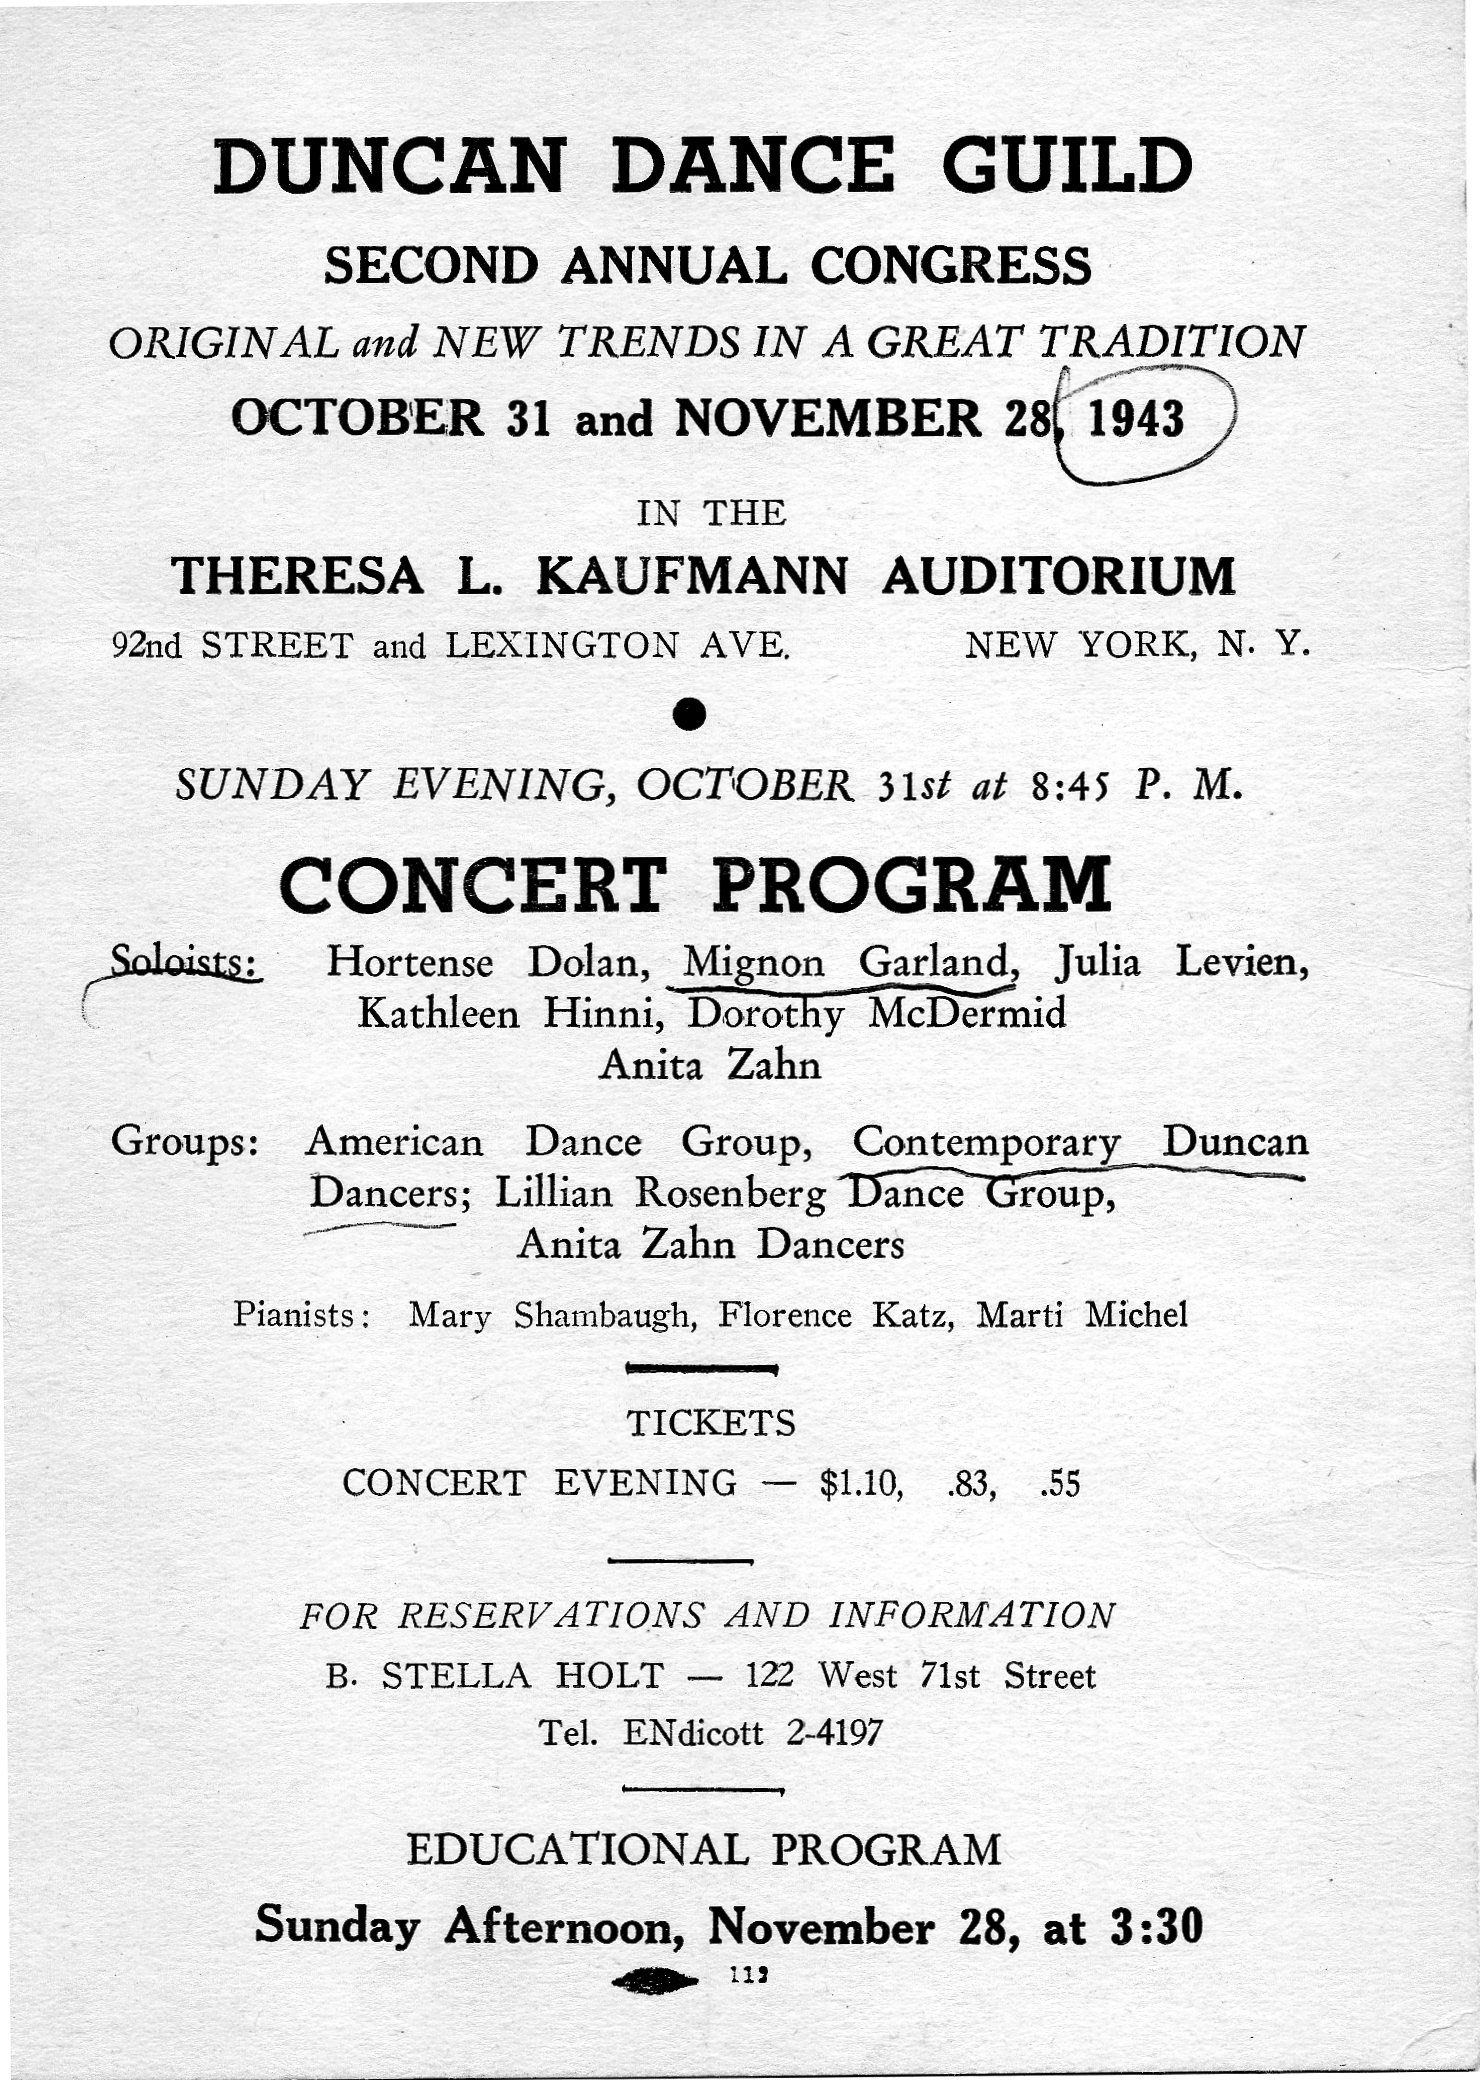 DUNCAN DANCE GUILD
SECOND ANNUAL CONGRESS
ORIGINAL and NEW TRENDS IN A GREAT TRADITION
OCTOBER 31 and NOVEMBER 28, 1943
IN THE
THERESA L. KAUFMANN AUDITORIUM
92nd STREET and LEXINGTON AVE. NEW YORK, N. Y.
SUNDAY EVENING, OCTOBER 31st at 8:45 P. M.
CONCERT PROGRAM
Soloists: Hortense Dolan, Mignon Garland, Julia Levien,
Kathleen Hinni, Dorothy McDermid
Anita Zahn
Groups: American Dance Group, Contemporary Duncan
Dancers; Lillian Rosenberg Dance Group,
Anita Zahn Dancers
Pianists: Mary Shambaugh, Florence Katz, Marti Michel
TICKETS
CONCERT EVENING — $1.10, .83, .55
FOR RESERVATIONS AND INFORMATION
B. STELLA HOLT — 122 West 71st Street
Tel. ENdicott 2-4197
EDUCATIONAL PROGRAM
Sunday Afternoon, November 28, at 3:30